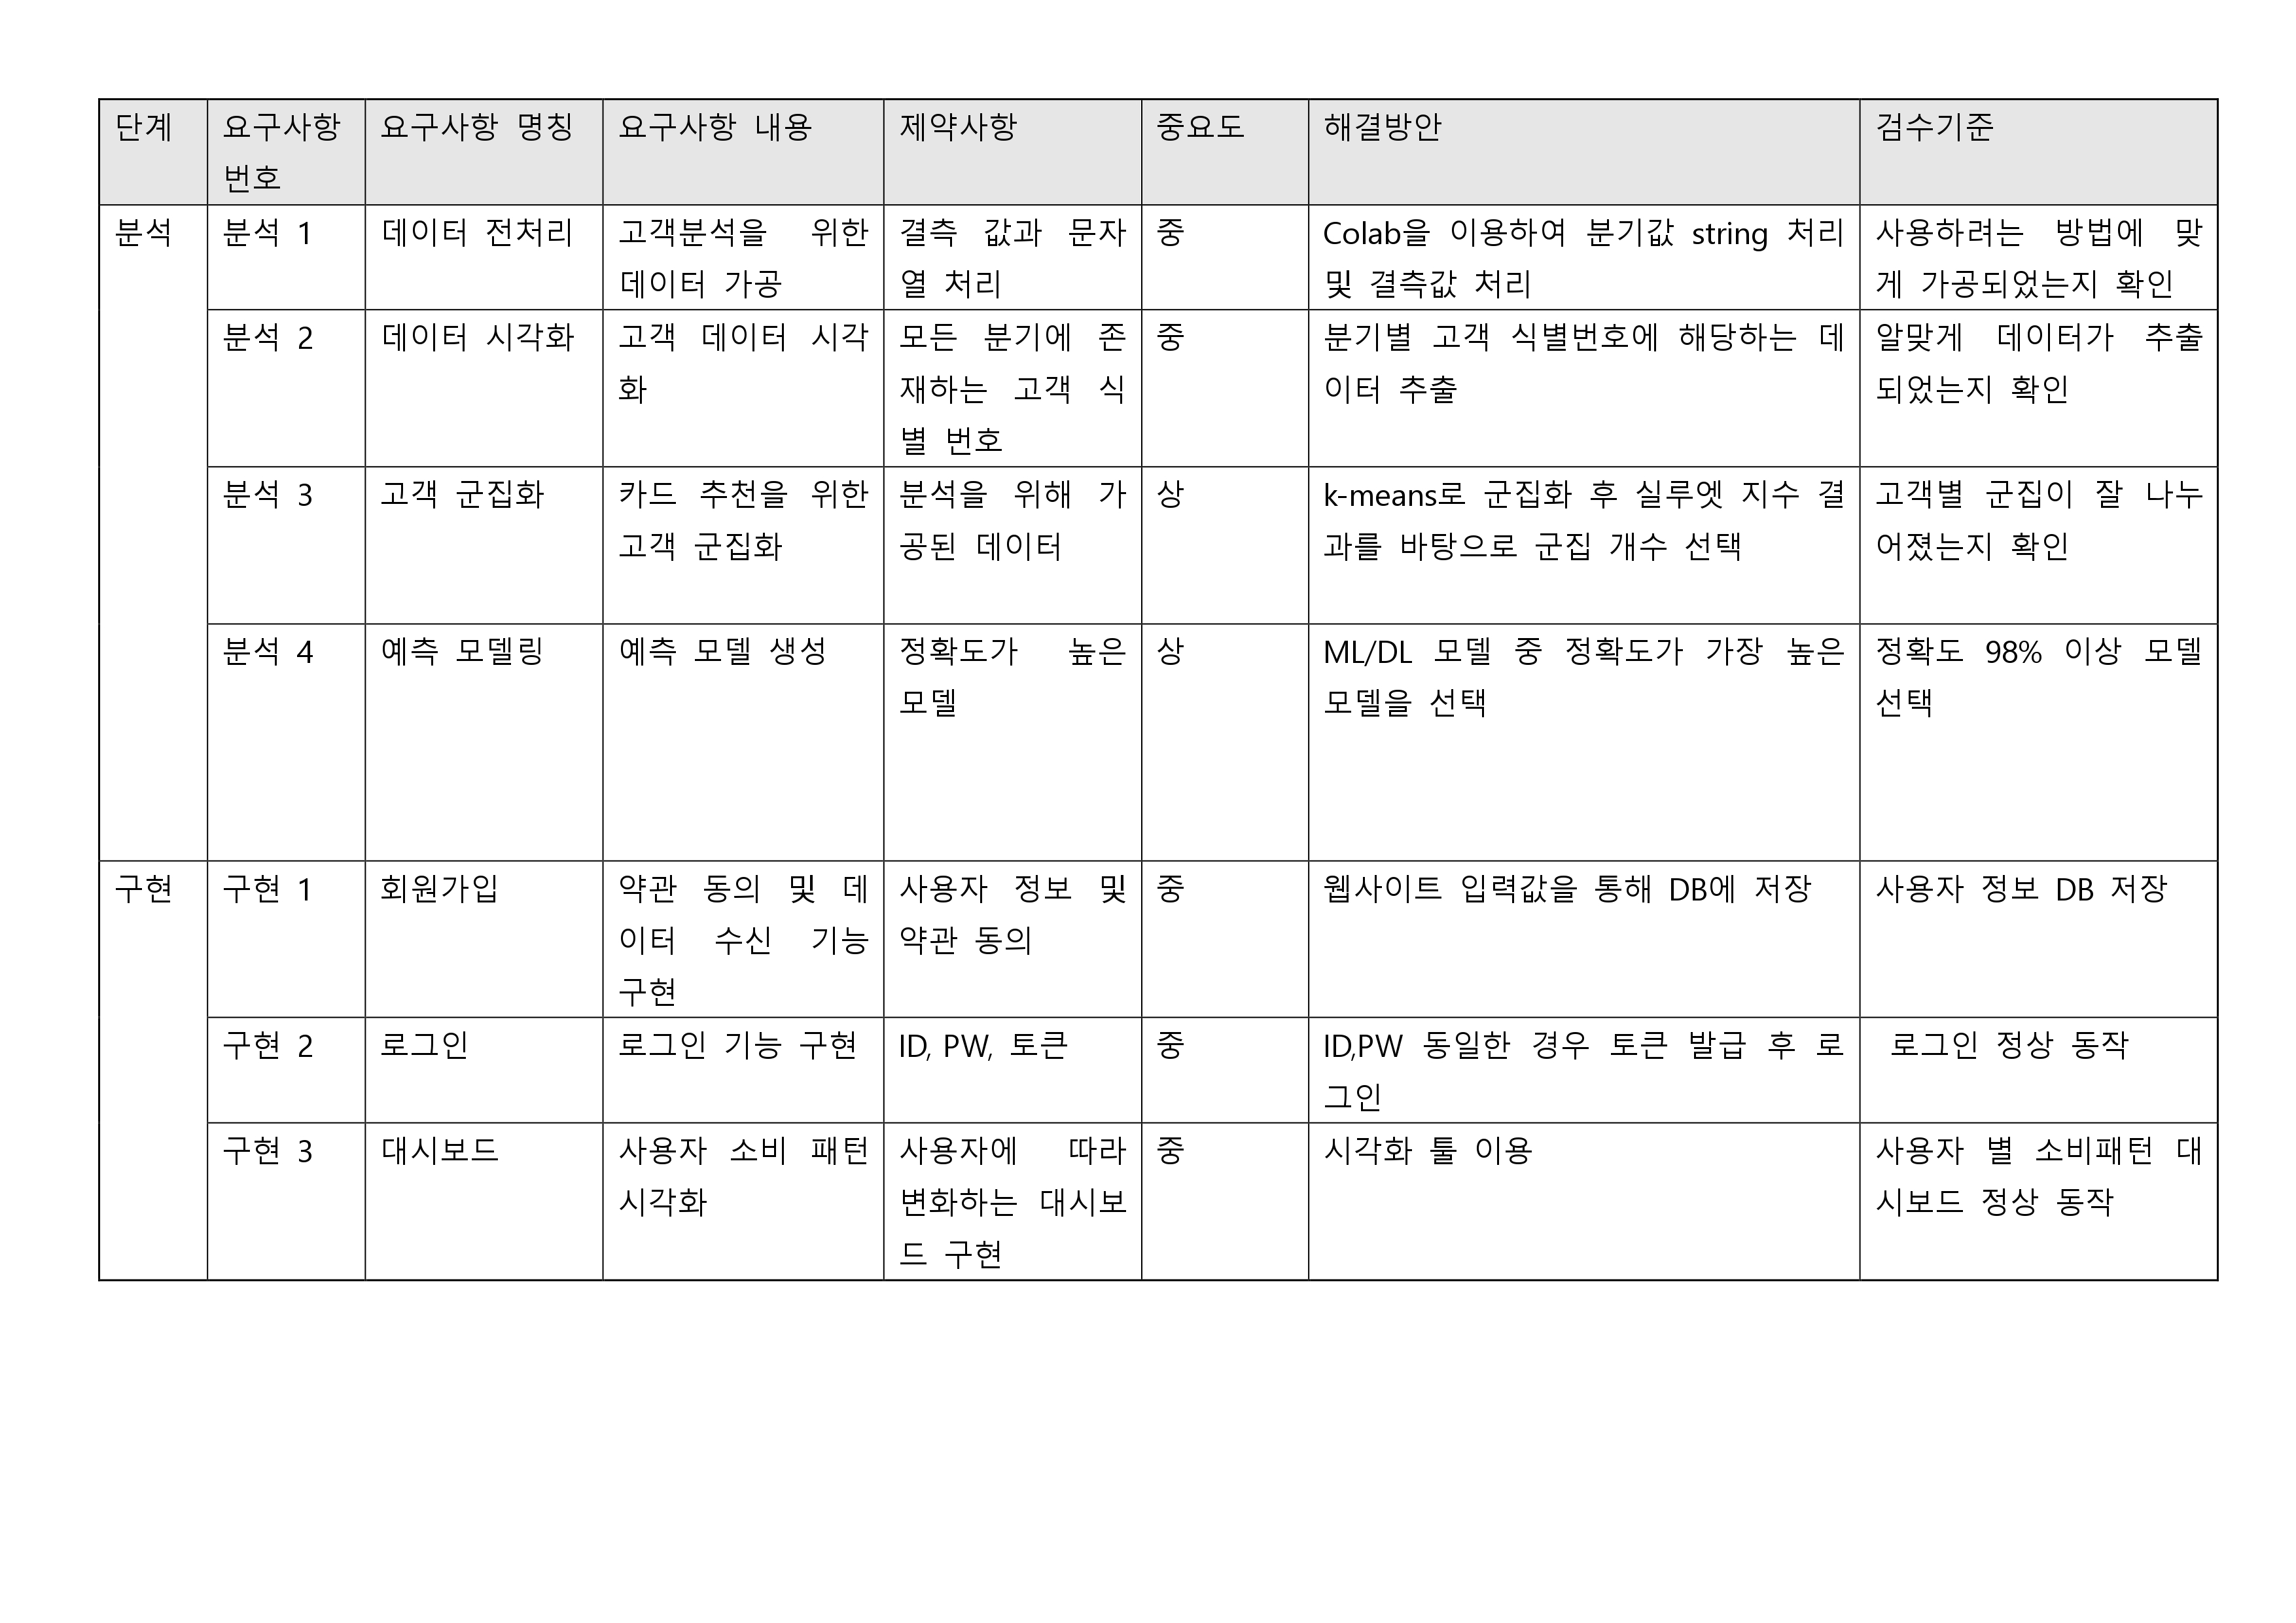 단계
요구사항
번호
요구사항 명칭
요구사항 내용
제약사항
중요도
해결방안
검수기준
분석
분석 1
데이터 전처리
고객분석을 위한
데이터 가공
결측 값과 문자
열 처리
중
Colab을 이용하여 분기값 string 처리
및 결측값 처리
사용하려는 방법에 맞
게 가공되었는지 확인
분석 2
데이터 시각화
고객 데이터 시각
화
모든 분기에 존
재하는 고객 식
별 번호
중
분기별 고객 식별번호에 해당하는 데
이터 추출
알맞게 데이터가 추출
되었는지 확인
분석 3
고객 군집화
카드 추천을 위한
고객 군집화
분석을 위해 가
공된 데이터
상
k-means로 군집화 후 실루엣 지수 결
과를 바탕으로 군집 개수 선택
고객별 군집이 잘 나누
어졌는지 확인
분석 4
예측 모델링
예측 모델 생성
정확도가 높은
모델
상
ML/DL 모델 중 정확도가 가장 높은
모델을 선택
정확도 98% 이상 모델
선택
구현
구현 1
회원가입
약관 동의 및 데
이터 수신 기능
구현
사용자 정보 및
약관 동의
중
웹사이트 입력값을 통해 DB에 저장
사용자 정보 DB 저장
구현 2
로그인
로그인 기능 구현
ID, PW, 토큰
중
ID,PW 동일한 경우 토큰 발급 후 로
그인
로그인 정상 동작
구현 3
대시보드
사용자 소비 패턴
시각화
사용자에 따라
변화하는 대시보
드 구현
중
시각화 툴 이용
사용자 별 소비패턴 대
시보드 정상 동작